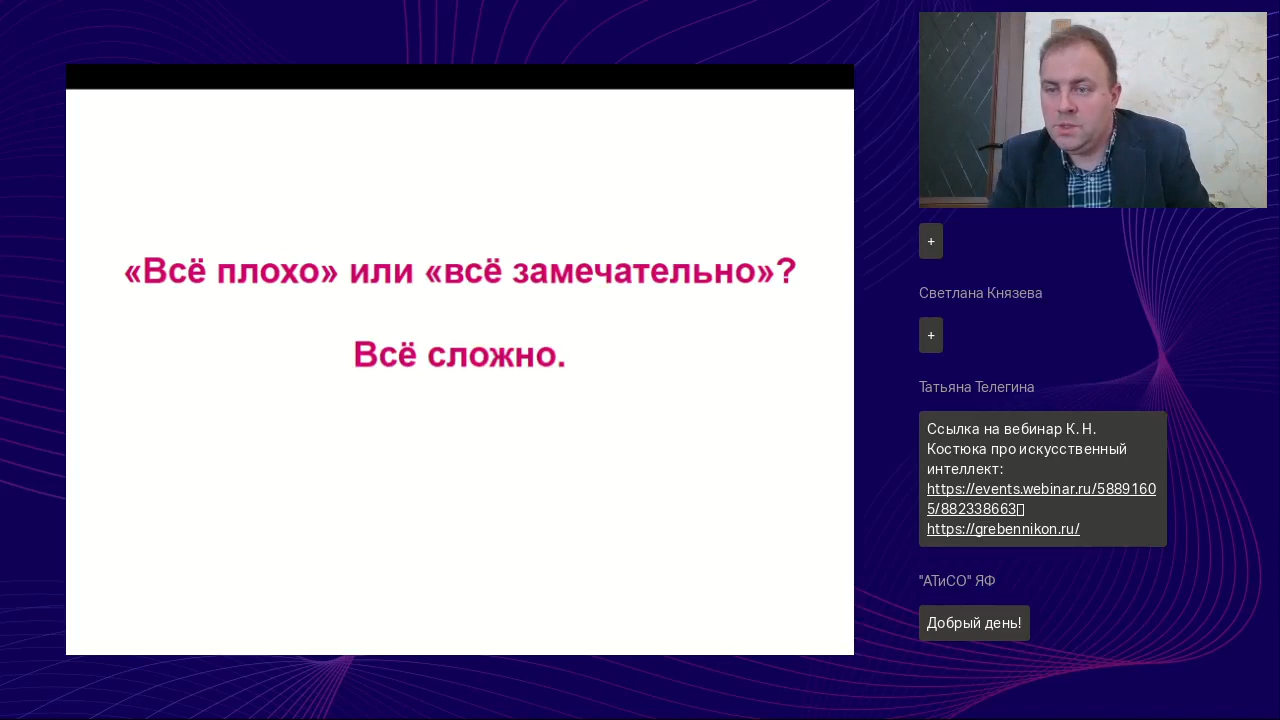 «Всё плохо» или «всё замечательно»?
Всё сложно.
+
Светлана Князева
+
Татьяна Телегина
Ссылка на вебинар К. Н.
Костюка про искусственный
интеллект:
https://events.webinar.ru/5889160
5/882338663
https://grebennikon.ru/
"АТиСО" ЯФ
Добрый день!